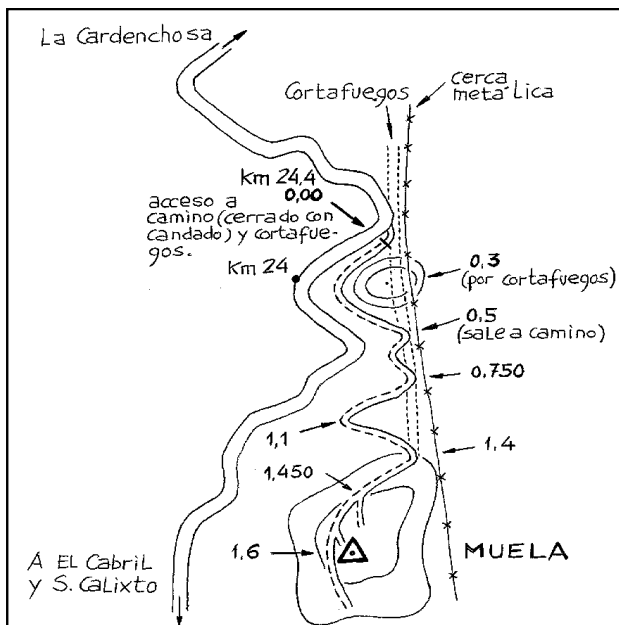 La Cardenchosa
Cortafuegos
cerca
metálica
Km 24,4
0,00
acceso a
camino (cerrado con
candado) y cortafue-
gos.
Km 24
0,3
(por cortafuegos)
0,5
(sale a camino)
0,750
1,1
1,4
1,450
1,6
MUELA
A EL Cabril
y S. Calixto